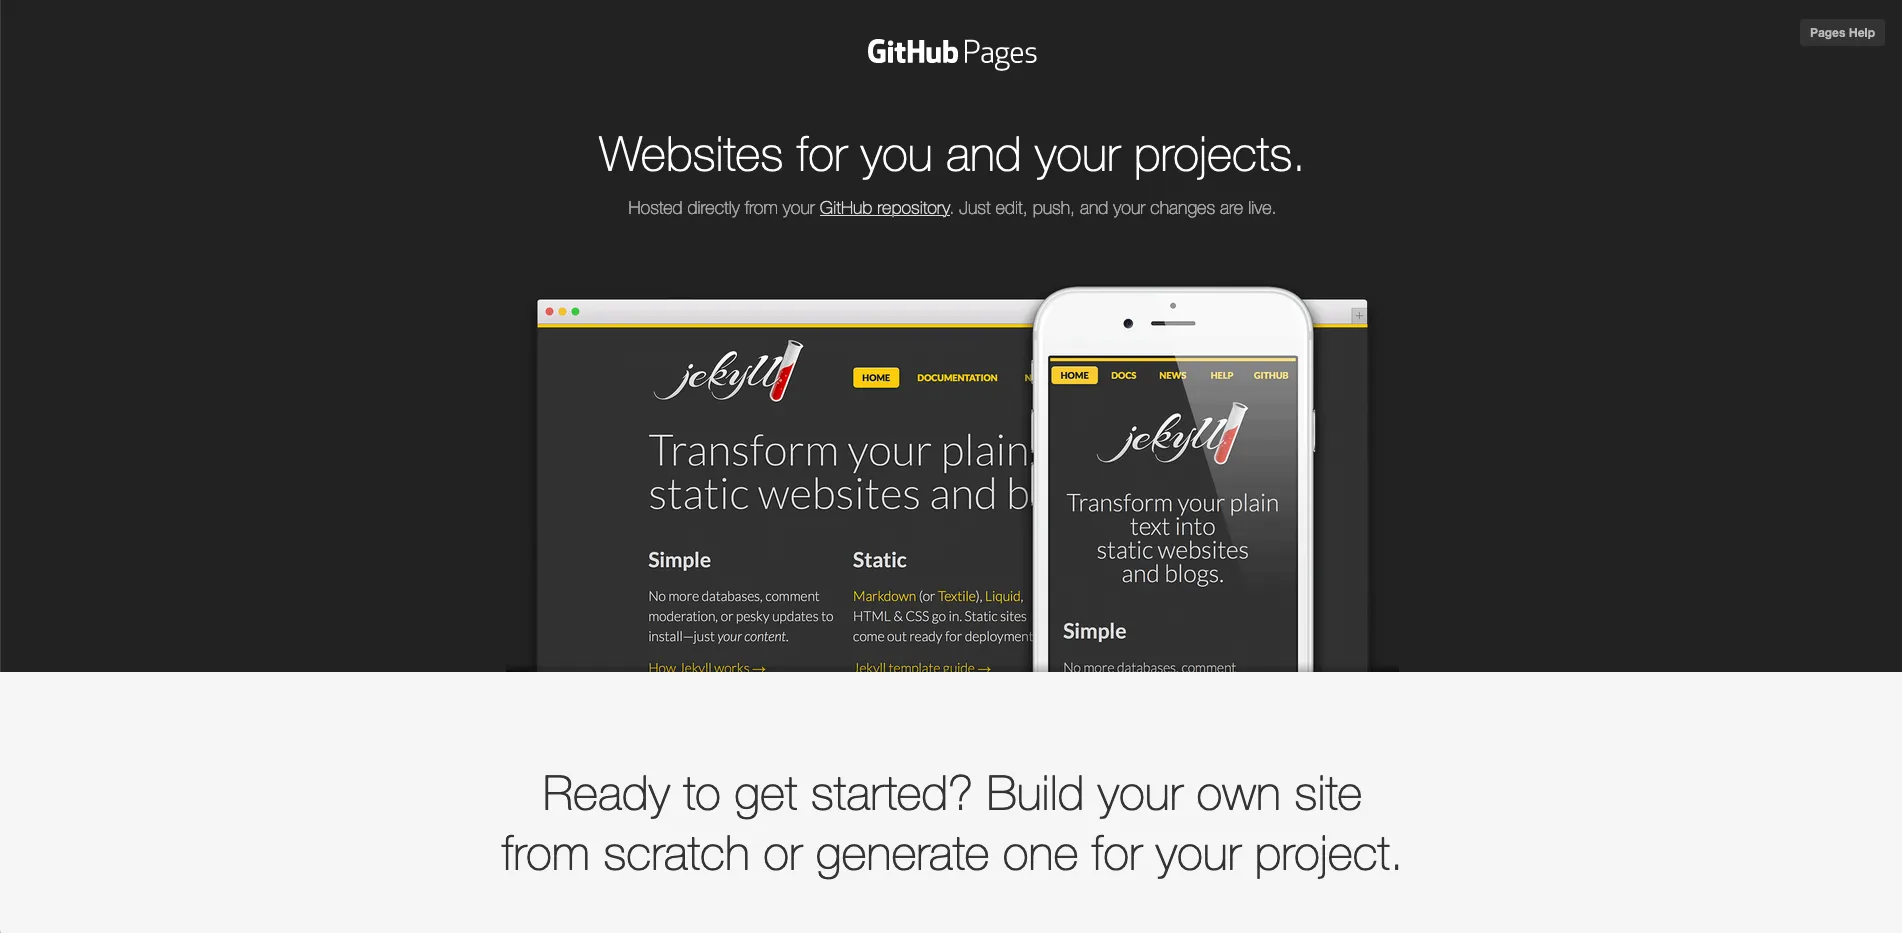 GitHub Pages
Pages Help
Websites for you and your projects.
Hosted directly from your GitHub repository. Just edit, push, and your changes are live.
jekyll
HOME DOCUMENTATION N
Transform your plain
static websites and b
Simple
No more databases, comment
moderation, or pesky updates to
install—just your content.
How Jekyll works →
Static
Markdown (or Textile), Liquid,
HTML & CSS go in. Static sites
come out ready for deployment
Jekyll template guide →
HOME DOCS NEWS HELP GITHUB
jekyll
Transform your plain
text into
static websites
and blogs.
Simple
No more databases, comment
Ready to get started? Build your own site
from scratch or generate one for your project.